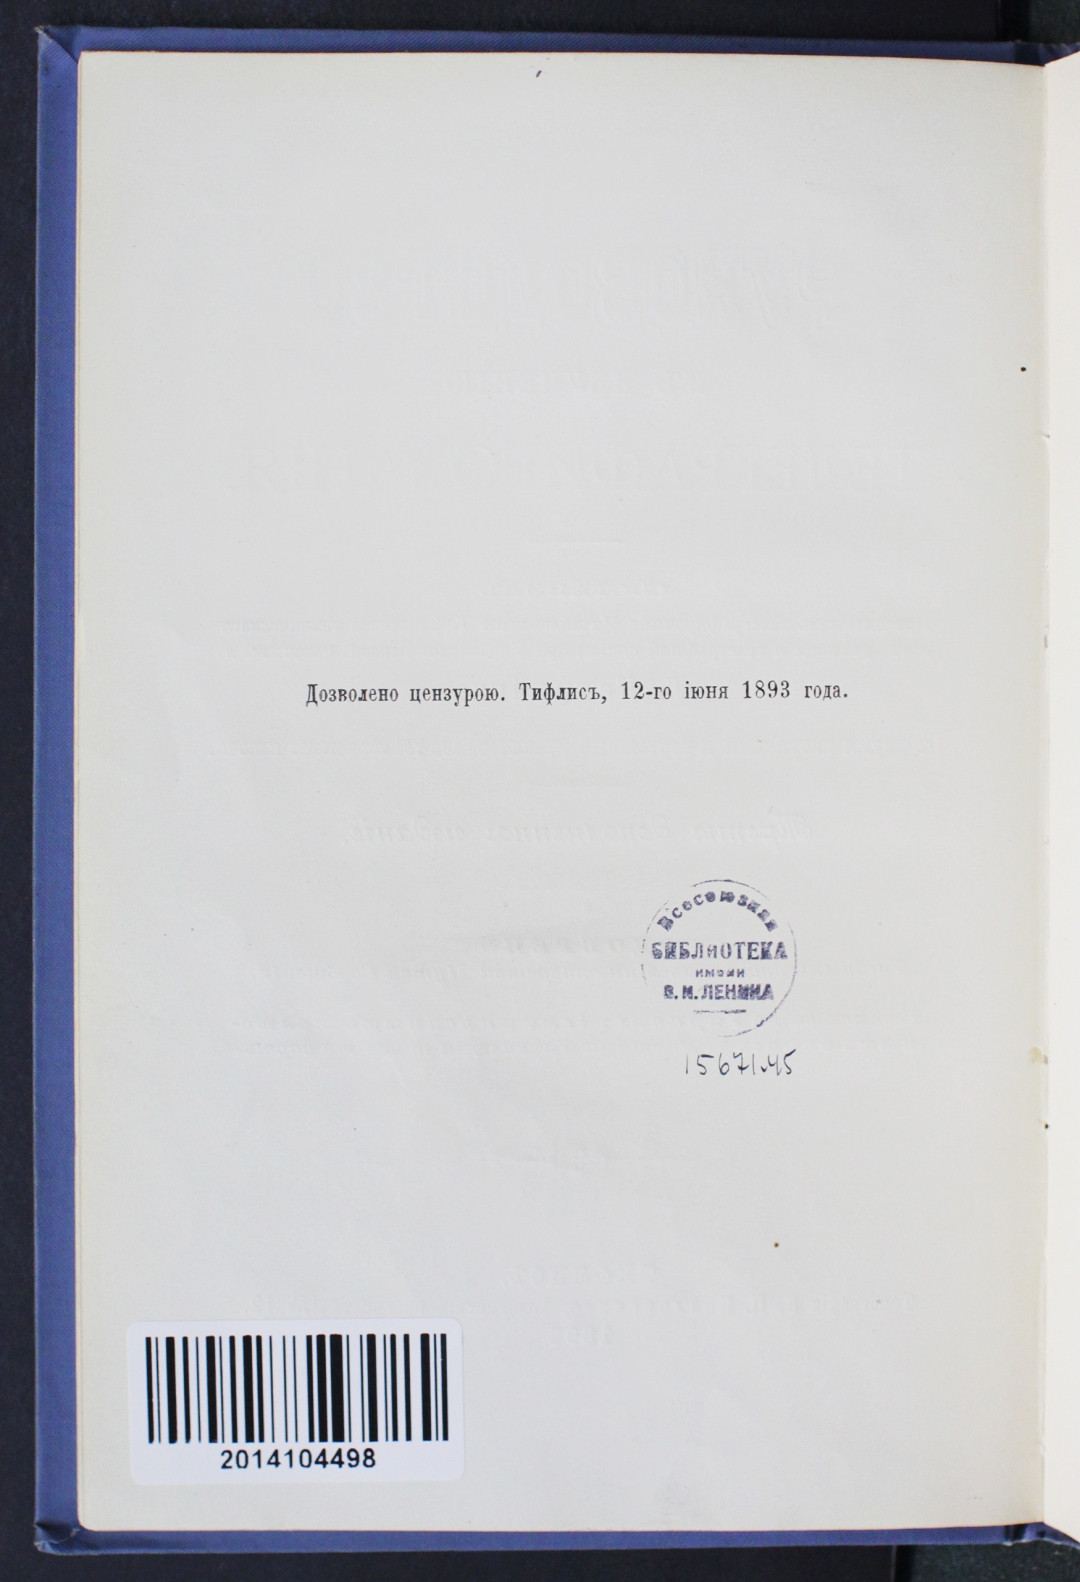 Дозволено цензурою. Тифлисъ, 12-го іюня 1893 года.
Всесоюзная
БИБЛИОТЕКА
имени
В. И. ЛЕНИНА
15671-45
2014104498